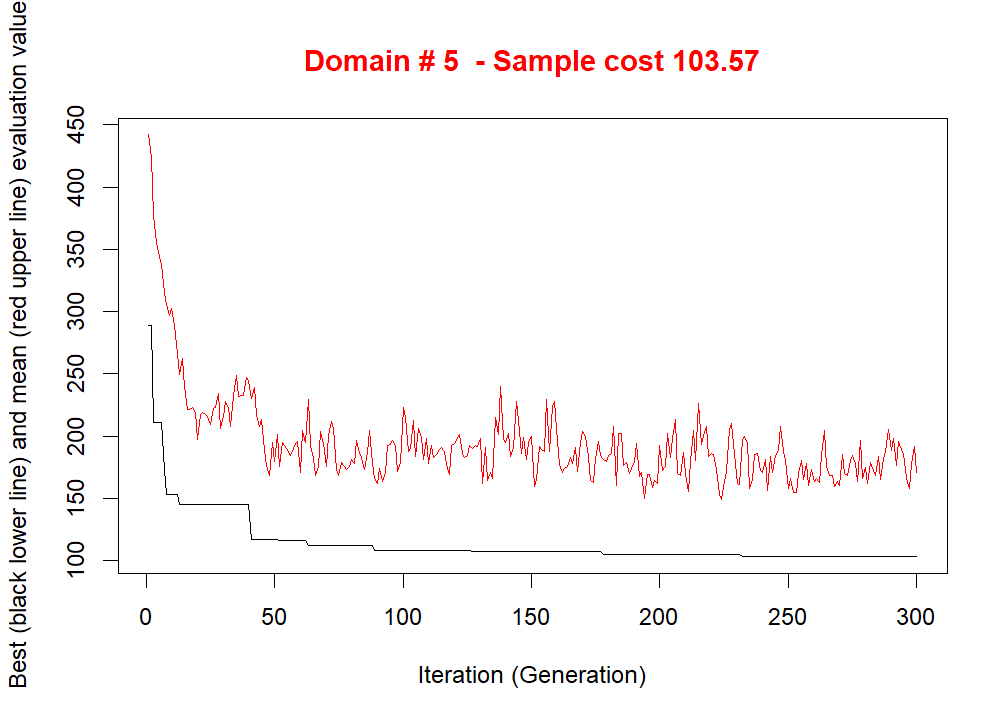 Domain # 5  - Sample cost 103.57
Best (black lower line) and mean (red upper line) evaluation value
450
400
350
300
250
200
150
100
0 50 100 150 200 250 300
Iteration (Generation)